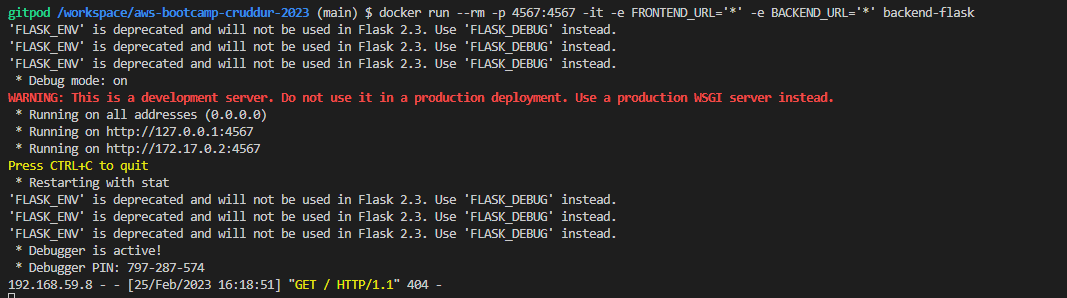 gitpod /workspace/aws-bootcamp-cruddur-2023 (main) $ docker run --rm -p 4567:4567 -it -e FRONTEND_URL='*' -e BACKEND_URL='*' backend-flask
'FLASK_ENV' is deprecated and will not be used in Flask 2.3. Use 'FLASK_DEBUG' instead.
'FLASK_ENV' is deprecated and will not be used in Flask 2.3. Use 'FLASK_DEBUG' instead.
'FLASK_ENV' is deprecated and will not be used in Flask 2.3. Use 'FLASK_DEBUG' instead.
 * Debug mode: on
WARNING: This is a development server. Do not use it in a production deployment. Use a production WSGI server instead.
 * Running on all addresses (0.0.0.0)
 * Running on http://127.0.0.1:4567
 * Running on http://172.17.0.2:4567
Press CTRL+C to quit
 * Restarting with stat
'FLASK_ENV' is deprecated and will not be used in Flask 2.3. Use 'FLASK_DEBUG' instead.
'FLASK_ENV' is deprecated and will not be used in Flask 2.3. Use 'FLASK_DEBUG' instead.
'FLASK_ENV' is deprecated and will not be used in Flask 2.3. Use 'FLASK_DEBUG' instead.
 * Debugger is active!
 * Debugger PIN: 797-287-574
192.168.59.8 - - [25/Feb/2023 16:18:51] "GET / HTTP/1.1" 404 -